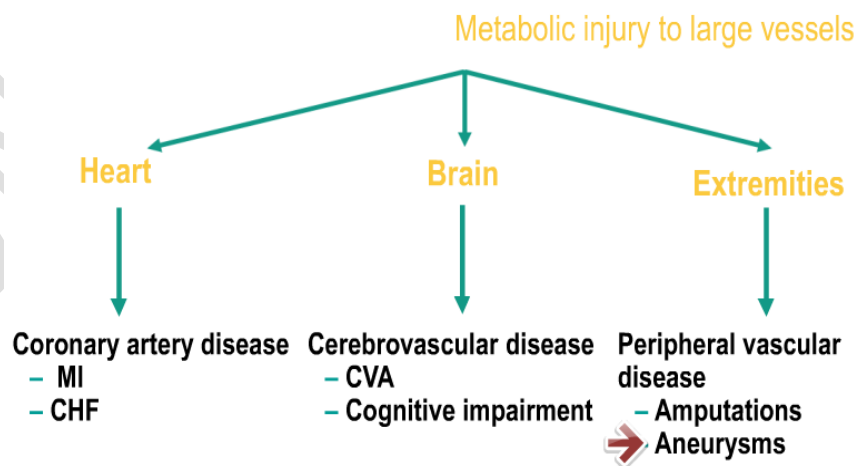 Metabolic injury to large vessels
Heart
Brain
Extremities
Coronary artery disease
– MI
– CHF
Cerebrovascular disease
– CVA
– Cognitive impairment
Peripheral vascular
disease
– Amputations
Aneurysms